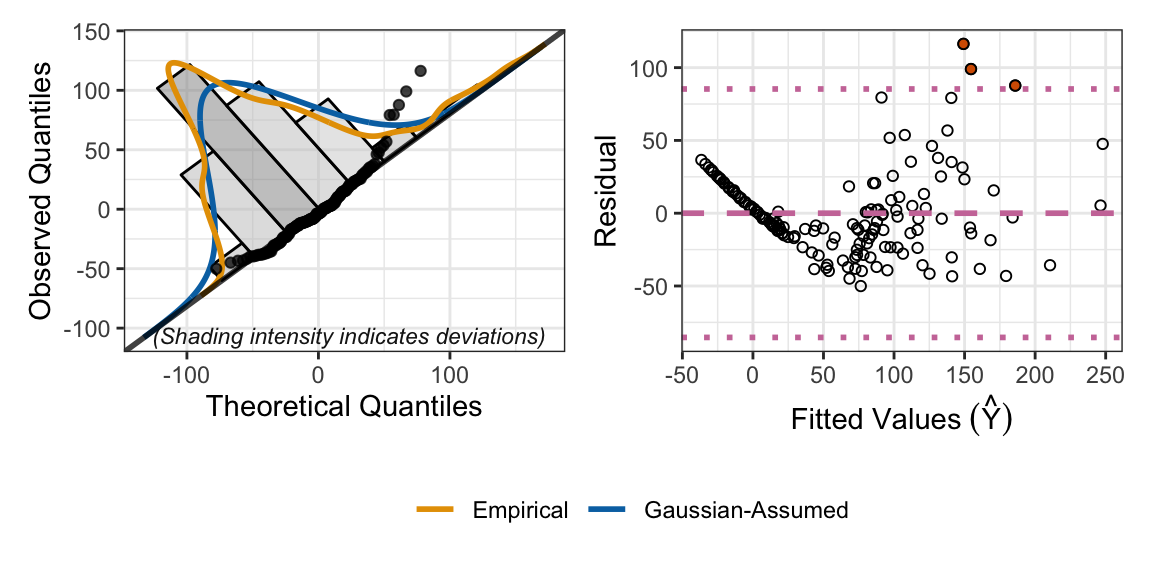 Observed Quantiles
150
100
50
0
-50
-100
(Shading intensity indicates deviations)
-100
0
100
Theoretical Quantiles
Residual
100
50
0
-50
-50
0
50
100
150
200
250
Fitted Values (Ŷ)
Empirical
Gaussian-Assumed